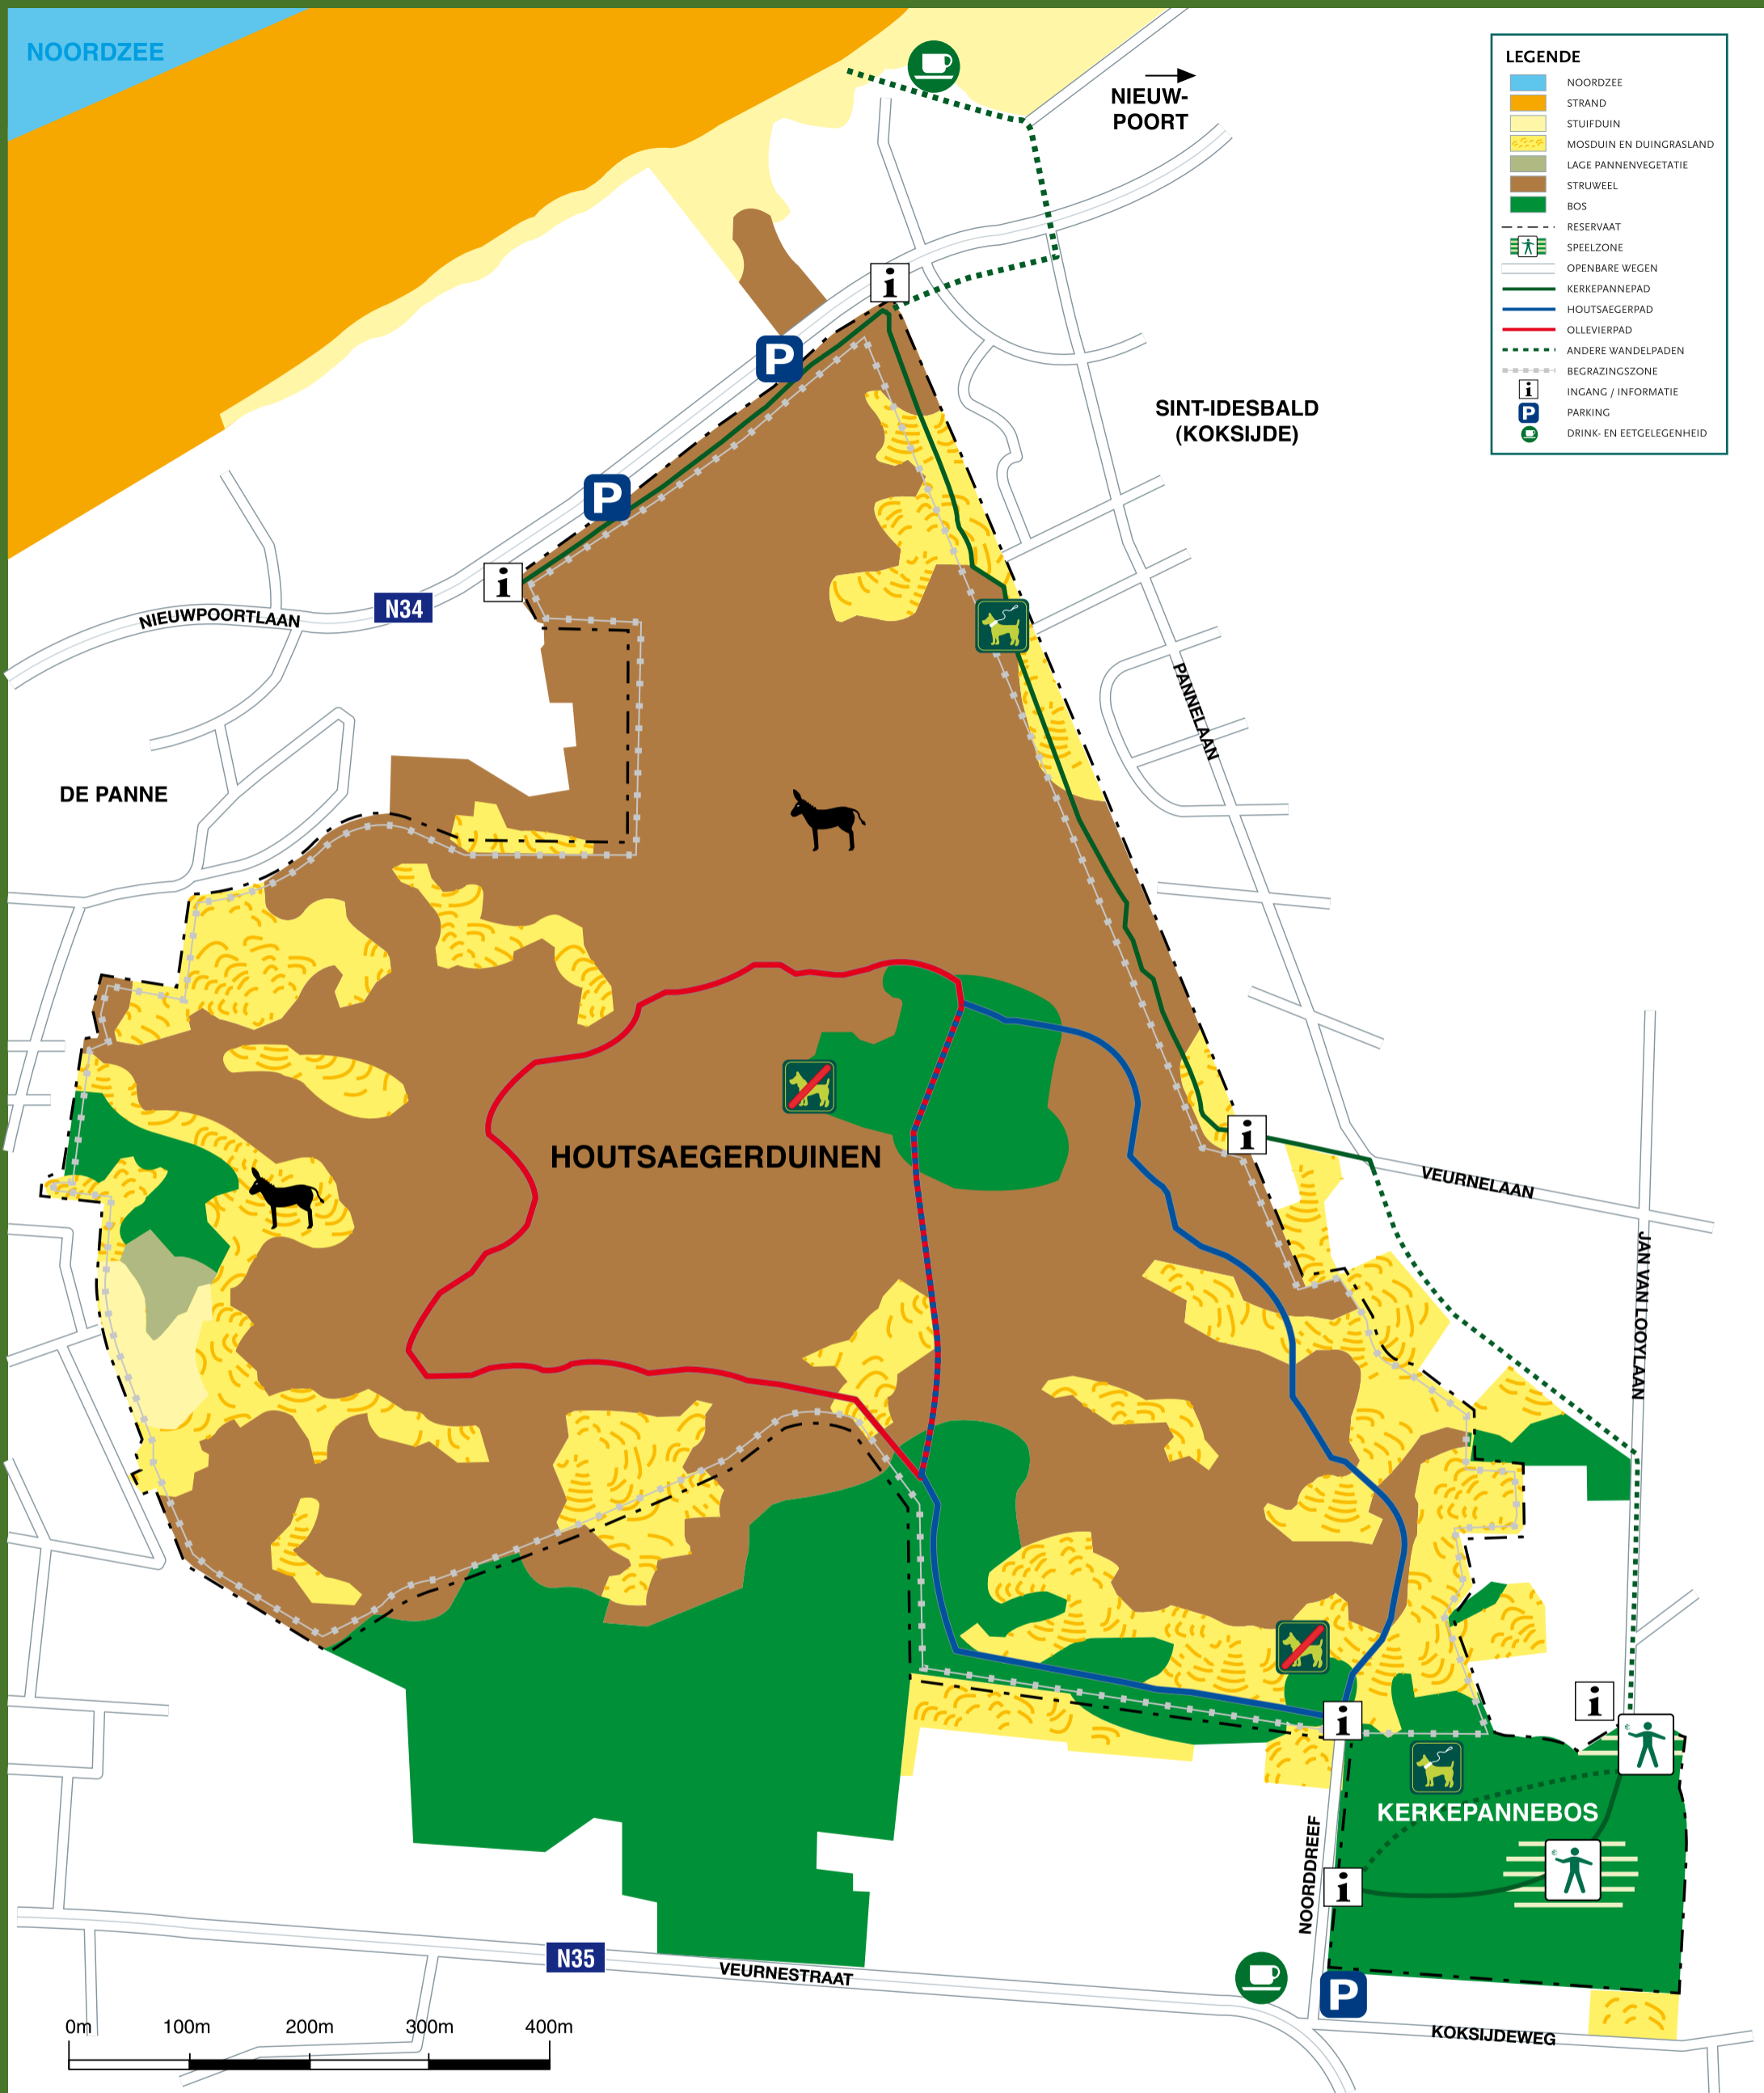 NOORDZEE
NIEUW-
POORT
LEGENDE
NOORDZEE
STRAND
STUIFDUIN
MOSDUIN EN DUINGRASLAND
LAGE PANNENVEGETATIE
STRUWEEL
BOS
RESERVAAT
SPEELZONE
OPENBARE WEGEN
KERKEPANNEPAD
HOUTSAEGERPAD
OLLEVIERPAD
ANDERE WANDELPADEN
BEGRAZINGSZONE
i INGANG / INFORMATIE
P PARKING
DRINK- EN EETGELEGENHEID
i
P
SINT-IDESBALD
(KOKSIJDE)
P
i
N34
NIEUWPOORTLAAN
PANNELAAN
DE PANNE
i
HOUTSAEGERDUINEN
VEURNELAAN
JAN VAN LOOYLAAN
i
i
KERKEPANNEBOS
NOORDDREEF
i
N35
VEURNESTRAAT
P
KOKSIJDEWEG
0m 100m 200m 300m 400m